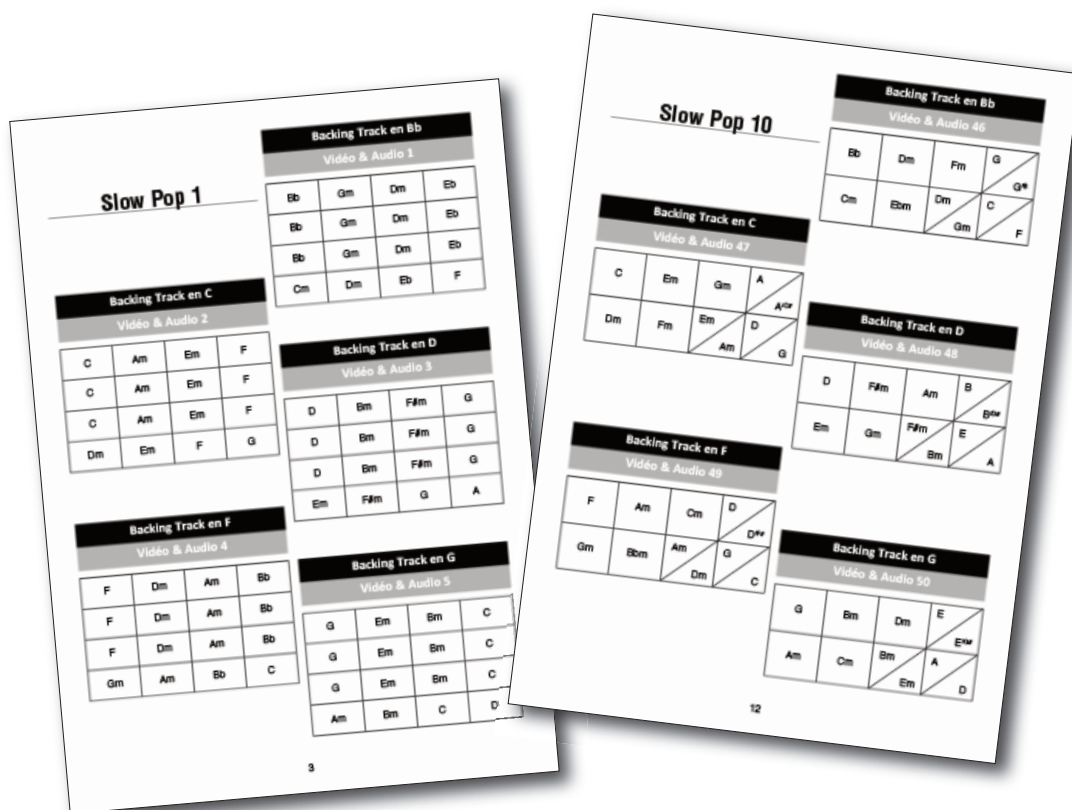 Slow Pop 1
Backing Track en Bb
Vidéo & Audio 1
Bb Gm Dm Eb
Bb Gm Dm Eb
Bb Gm Dm Eb
Cm Dm Eb F
Backing Track en C
Vidéo & Audio 2
C Am Em F
C Am Em F
C Am Em F
Dm Em F G
Backing Track en D
Vidéo & Audio 3
D Bm F#m G
D Bm F#m G
D Bm F#m G
Em F#m G A
Backing Track en F
Vidéo & Audio 4
F Dm Am Bb
F Dm Am Bb
F Dm Am Bb
Gm Am Bb C
Backing Track en G
Vidéo & Audio 5
G Em Bm C
G Em Bm C
G Em Bm C
Am Bm C D
3
Slow Pop 10
Backing Track en Bb
Vidéo & Audio 46
Bb Dm Fm G
Cm Ebm Dm Gm C F
Backing Track en C
Vidéo & Audio 47
C Em Gm A
Dm Fm Em Am D G
Backing Track en D
Vidéo & Audio 48
D F#m Am B
Em Gm F#m Bm E A
Backing Track en F
Vidéo & Audio 49
F Am Cm D
Gm Bbm Am Dm G C
Backing Track en G
Vidéo & Audio 50
G Bm Dm E
Am Cm Bm Em A D
12